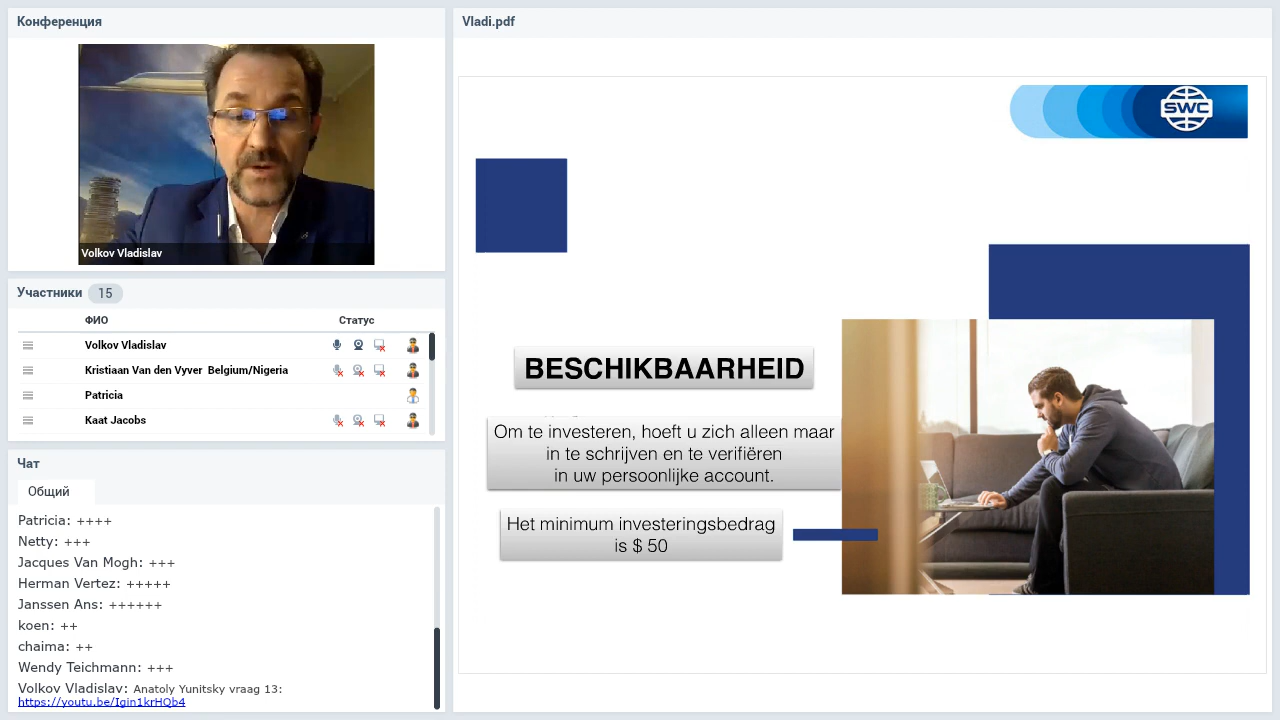 Конференция
Volkov Vladislav
Участники 15
ФИО Статус
Volkov Vladislav
Kristiaan Van den Vyver Belgium/Nigeria
Patricia
Kaat Jacobs
Чат
Общий
Patricia: ++++
Netty: +++
Jacques Van Mogh: +++
Herman Vertez: +++++
Janssen Ans: ++++++
koen: ++
chaima: ++
Wendy Teichmann: +++
Volkov Vladislav: Anatoly Yunitsky vraag 13:
https://youtu.be/Igin1krHQb4
Vladi.pdf
SWC
BESCHIKBAARHEID
Om te investeren, hoeft u zich alleen maar
in te schrijven en te verifiëren
in uw persoonlijke account.
Het minimum investeringsbedrag
is $ 50